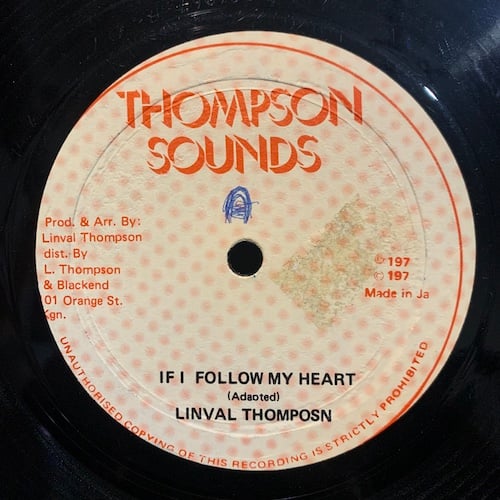 THOMPSON
SOUNDS
A
Prod. & Arr. By:
Linval Thompson
dist. By
L. Thompson
& Blackend
01 Orange St.
Kgn.
℗ 197
© 197
Made in Ja
IF I FOLLOW MY HEART
(Adaoted)
LINVAL THOMPOSN
UNAUTHORISED COPYING OF THIS RECORDING IS STRICTLY PROHIBITED